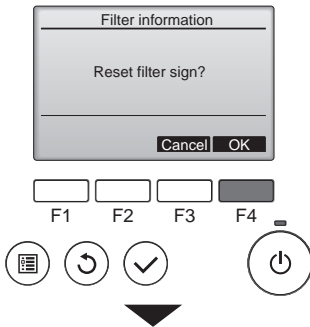 Filter information
Reset filter sign?
Cancel OK
F1 F2 F3 F4